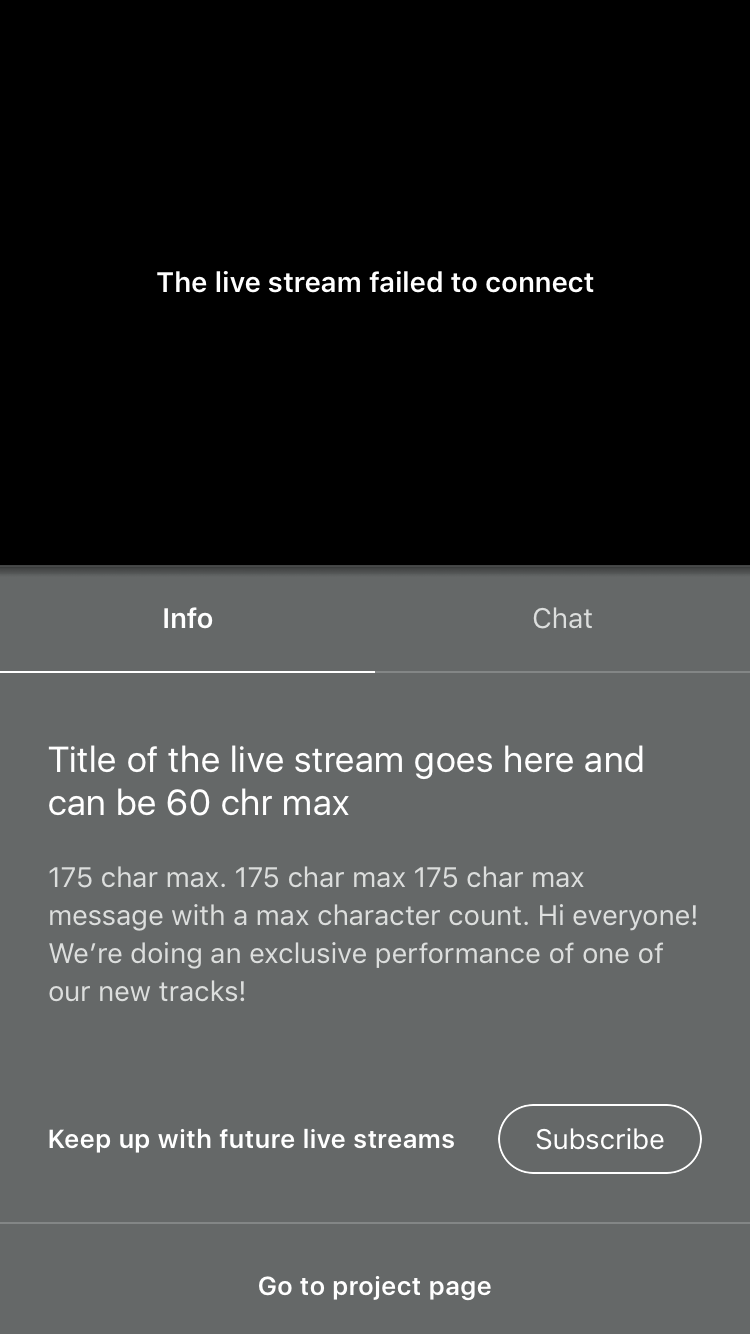 The live stream failed to connect
Info
Chat
Title of the live stream goes here and
can be 60 chr max
175 char max. 175 char max 175 char max
message with a max character count. Hi everyone!
We’re doing an exclusive performance of one of
our new tracks!
Keep up with future live streams
Subscribe
Go to project page